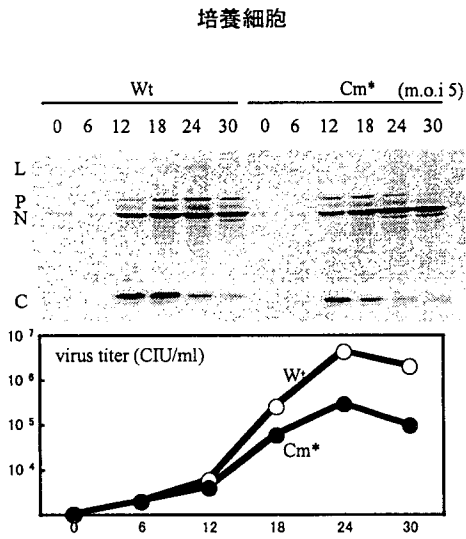 培養細胞
Wt Cm* (m.o.i 5)
0 6 12 18 24 30 0 6 12 18 24 30
L
P
N
C
10⁷
virus titer (CIU/ml)
10⁶
Wt
10⁵
Cm*
10⁴
0 6 12 18 24 30